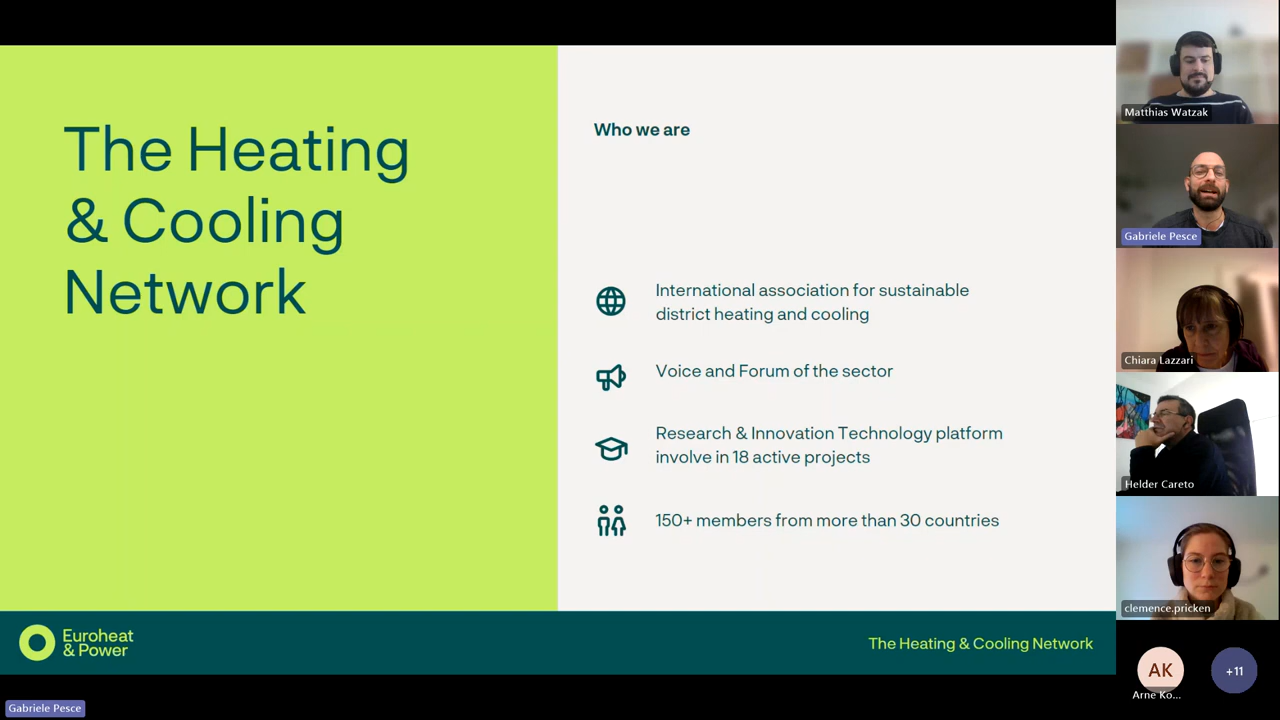 The Heating
& Cooling
Network
Who we are
International association for sustainable
district heating and cooling
Voice and Forum of the sector
Research & Innovation Technology platform
involve in 18 active projects
150+ members from more than 30 countries
Euroheat
& Power
The Heating & Cooling Network
Gabriele Pesce
Matthias Watzak
Gabriele Pesce
Chiara Lazzari
Helder Careto
clemence.pricken
AK
Arne Ko...
+11